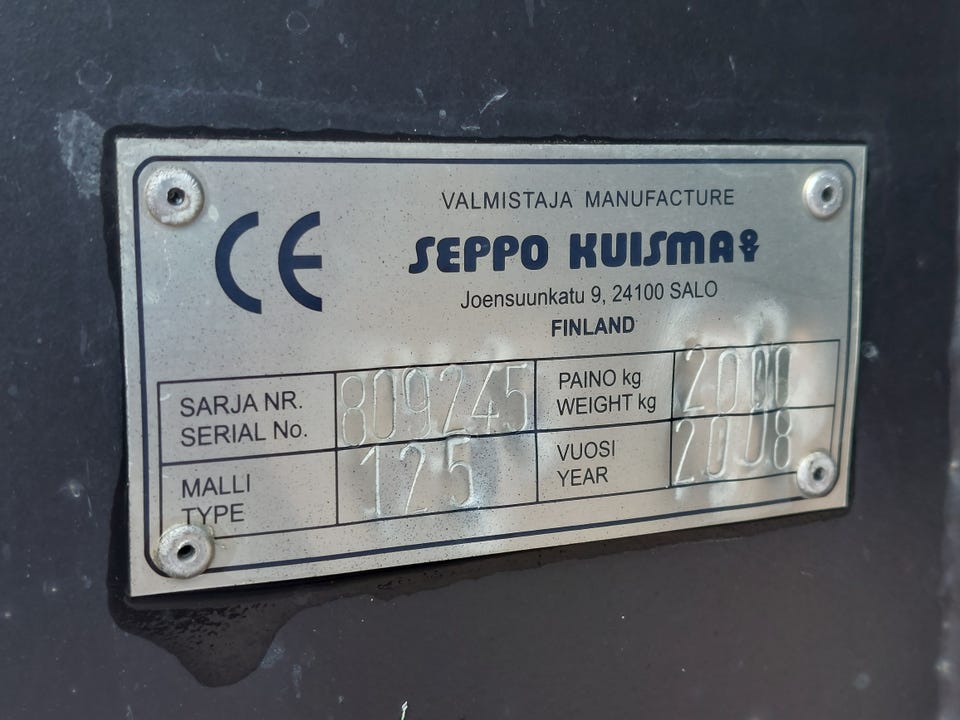 CE
VALMISTAJA MANUFACTURE
SEPPO KUISMA
Joensuunkatu 9, 24100 SALO
FINLAND
SARJA NR. 809245 PAINO kg 2000
SERIAL No. WEIGHT kg
MALLI 125 VUOSI 2008
TYPE YEAR